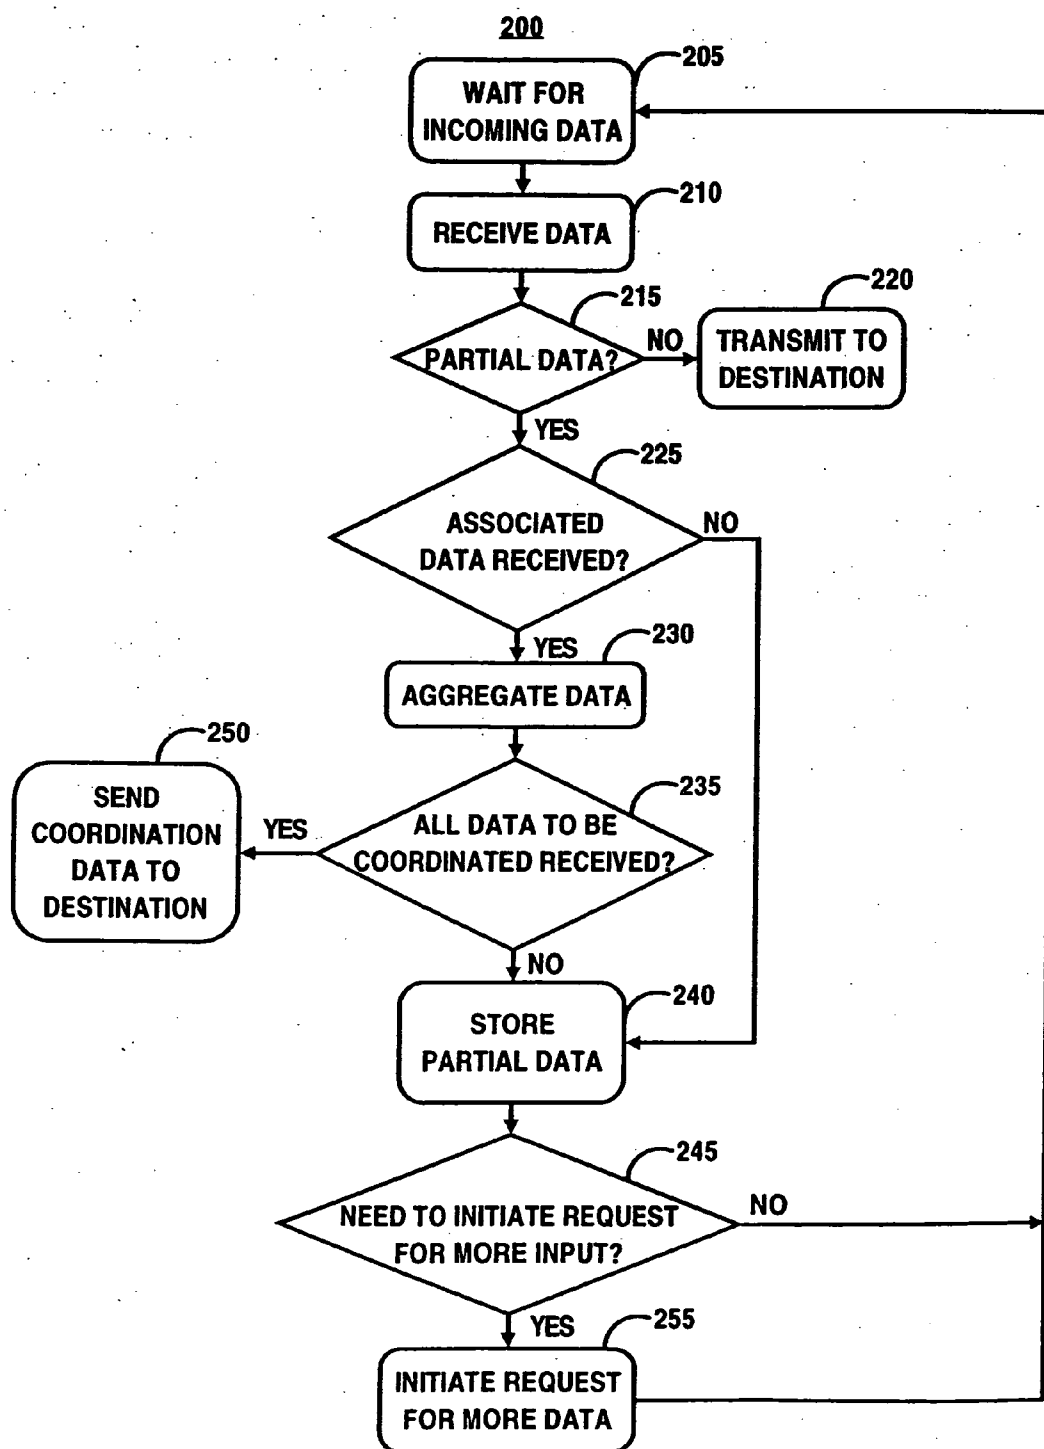 200
205
WAIT FOR
INCOMING DATA
210
RECEIVE DATA
215
PARTIAL DATA?
NO
220
TRANSMIT TO
DESTINATION
YES
225
ASSOCIATED
DATA RECEIVED?
NO
YES
230
AGGREGATE DATA
235
ALL DATA TO BE
COORDINATED RECEIVED?
YES
250
SEND
COORDINATION
DATA TO
DESTINATION
NO
240
STORE
PARTIAL DATA
245
NEED TO INITIATE REQUEST
FOR MORE INPUT?
NO
YES
255
INITIATE REQUEST
FOR MORE DATA